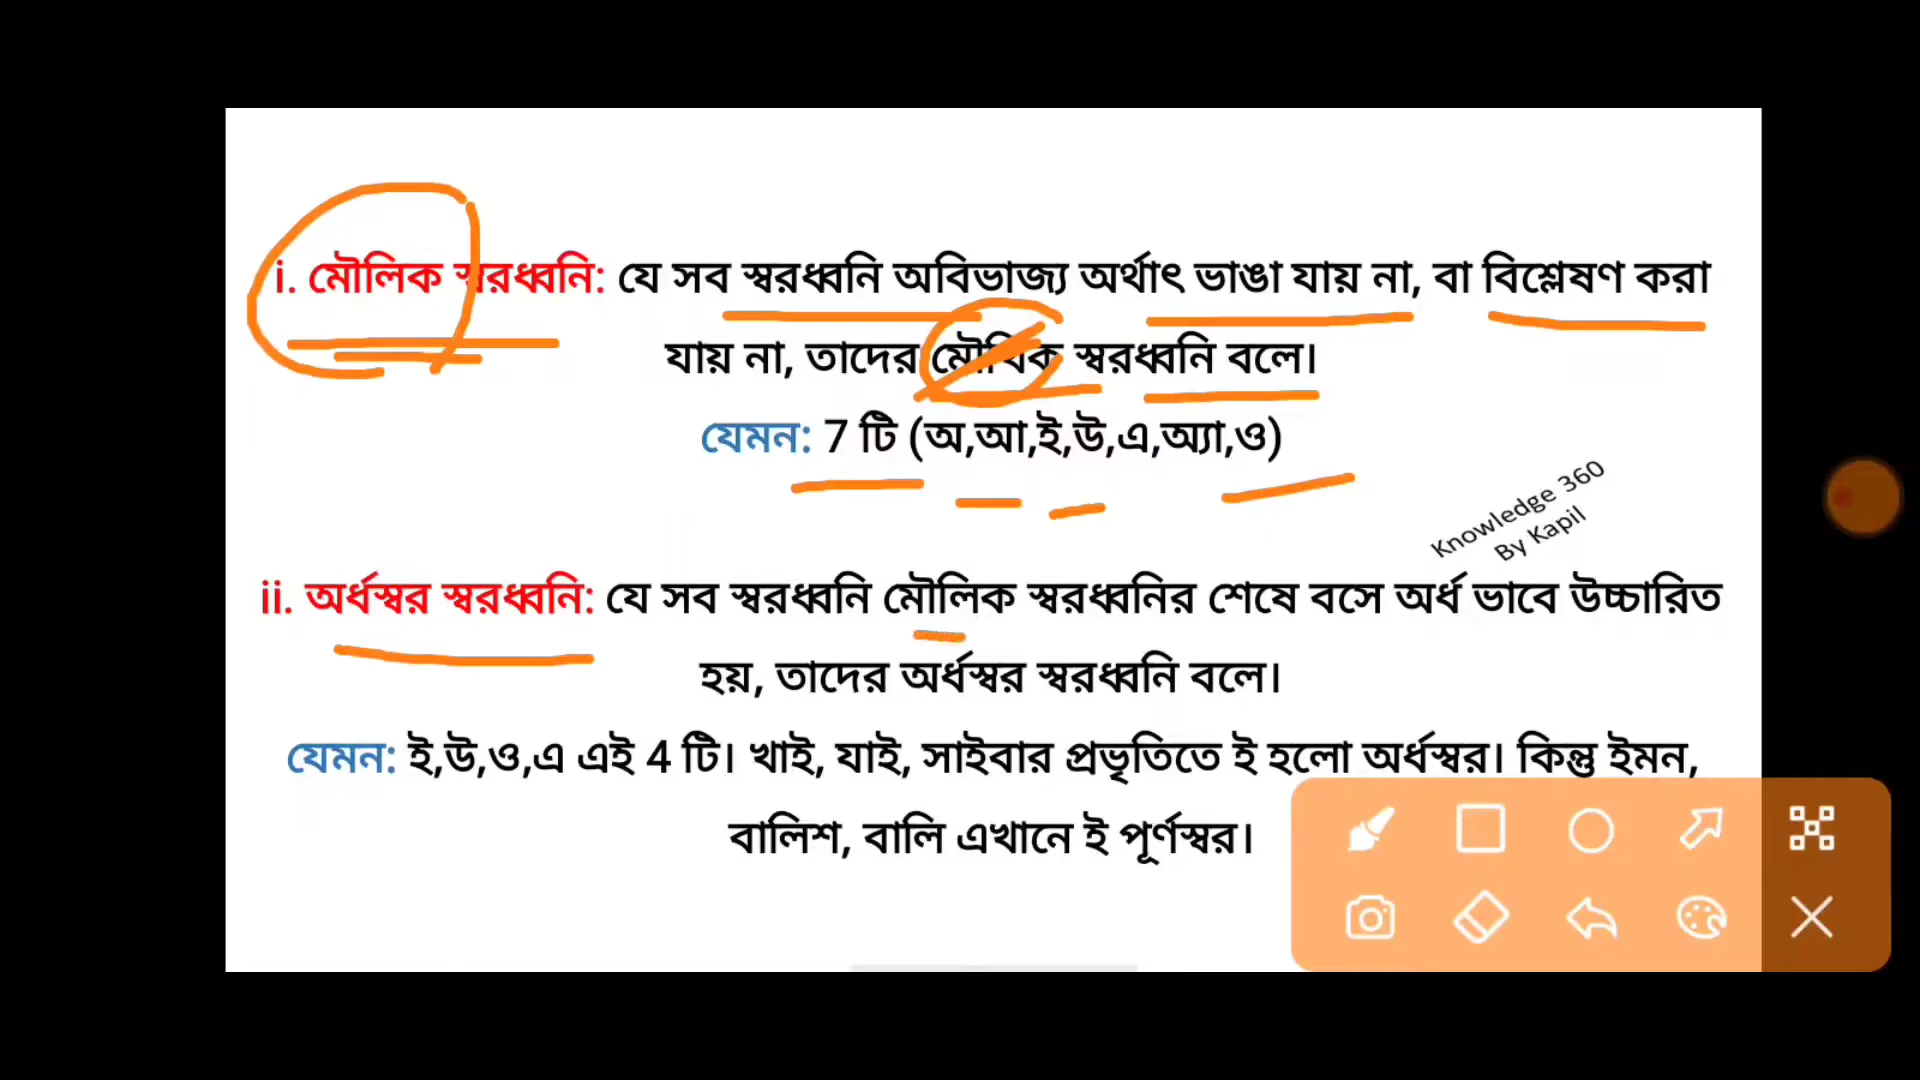 i. মৌলিক স্বরধ্বনি: যে সব স্বরধ্বনি অবিভাজ্য অর্থাৎ ভাঙা যায় না, বা বিশ্লেষণ করা
যায় না, তাদের মৌখিক স্বরধ্বনি বলে।
যেমন: 7 টি (অ,আ,ই,উ,এ,অ্যা,ও)
Knowledge 360
By Kapil
ii. অর্ধস্বর স্বরধ্বনি: যে সব স্বরধ্বনি মৌলিক স্বরধ্বনির শেষে বসে অর্ধ ভাবে উচ্চারিত
হয়, তাদের অর্ধস্বর স্বরধ্বনি বলে।
যেমন: ই,উ,ও,এ এই 4 টি। খাই, যাই, সাইবার প্রভৃতিতে ই হলো অর্ধস্বর। কিন্তু ইমন,
বালিশ, বালি এখানে ই পূর্ণস্বর।